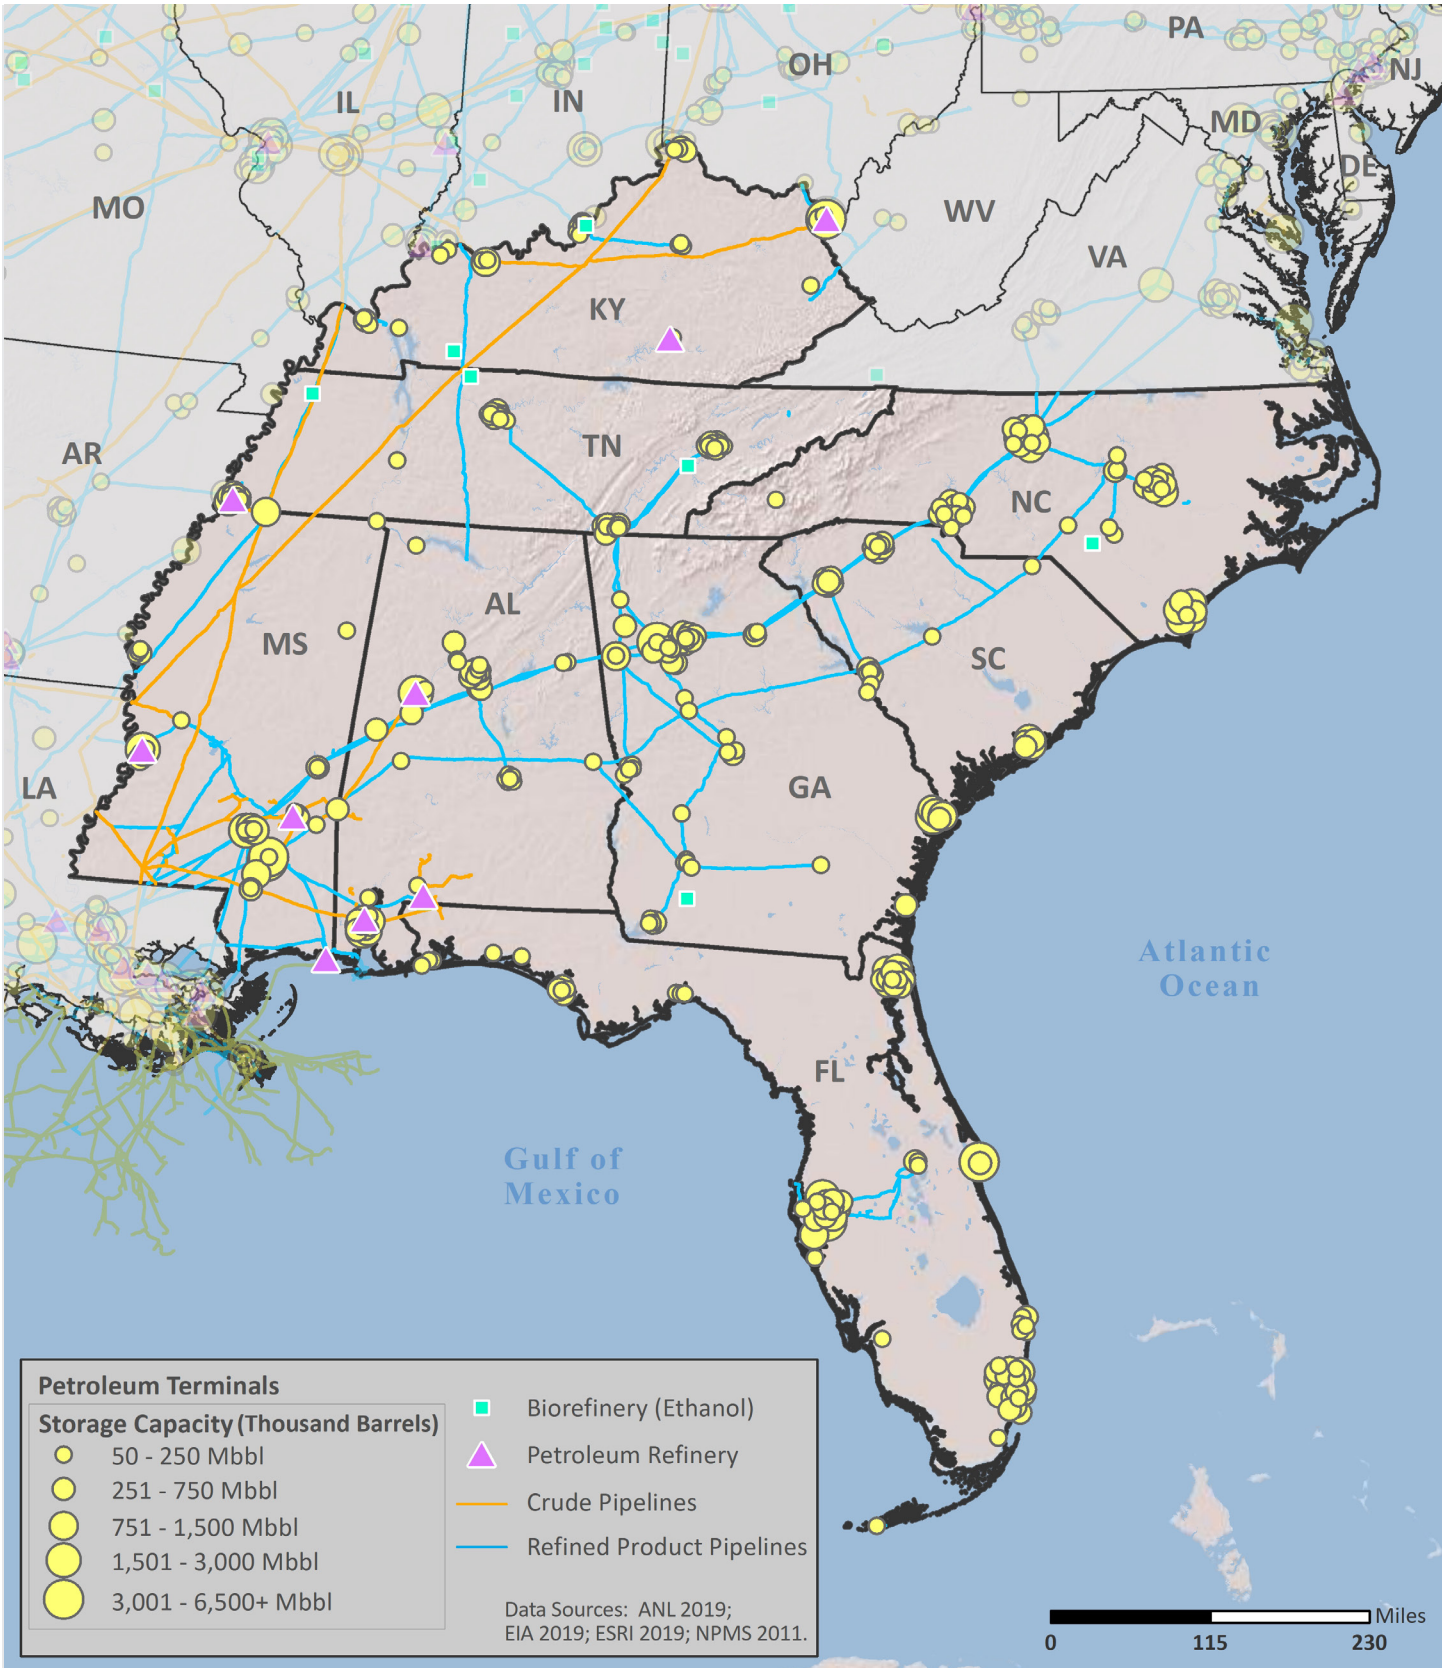 PA
NJ
OH
IL
IN
MD
DE
MO
WV
VA
KY
AR
TN
NC
AL
MS
SC
LA
GA
Atlantic
Ocean
FL
Gulf of
Mexico
Petroleum Terminals
Storage Capacity (Thousand Barrels)
50 - 250 Mbbl
251 - 750 Mbbl
751 - 1,500 Mbbl
1,501 - 3,000 Mbbl
3,001 - 6,500+ Mbbl
Biorefinery (Ethanol)
Petroleum Refinery
Crude Pipelines
Refined Product Pipelines
Data Sources: ANL 2019;
EIA 2019; ESRI 2019; NPMS 2011.
Miles
0 115 230